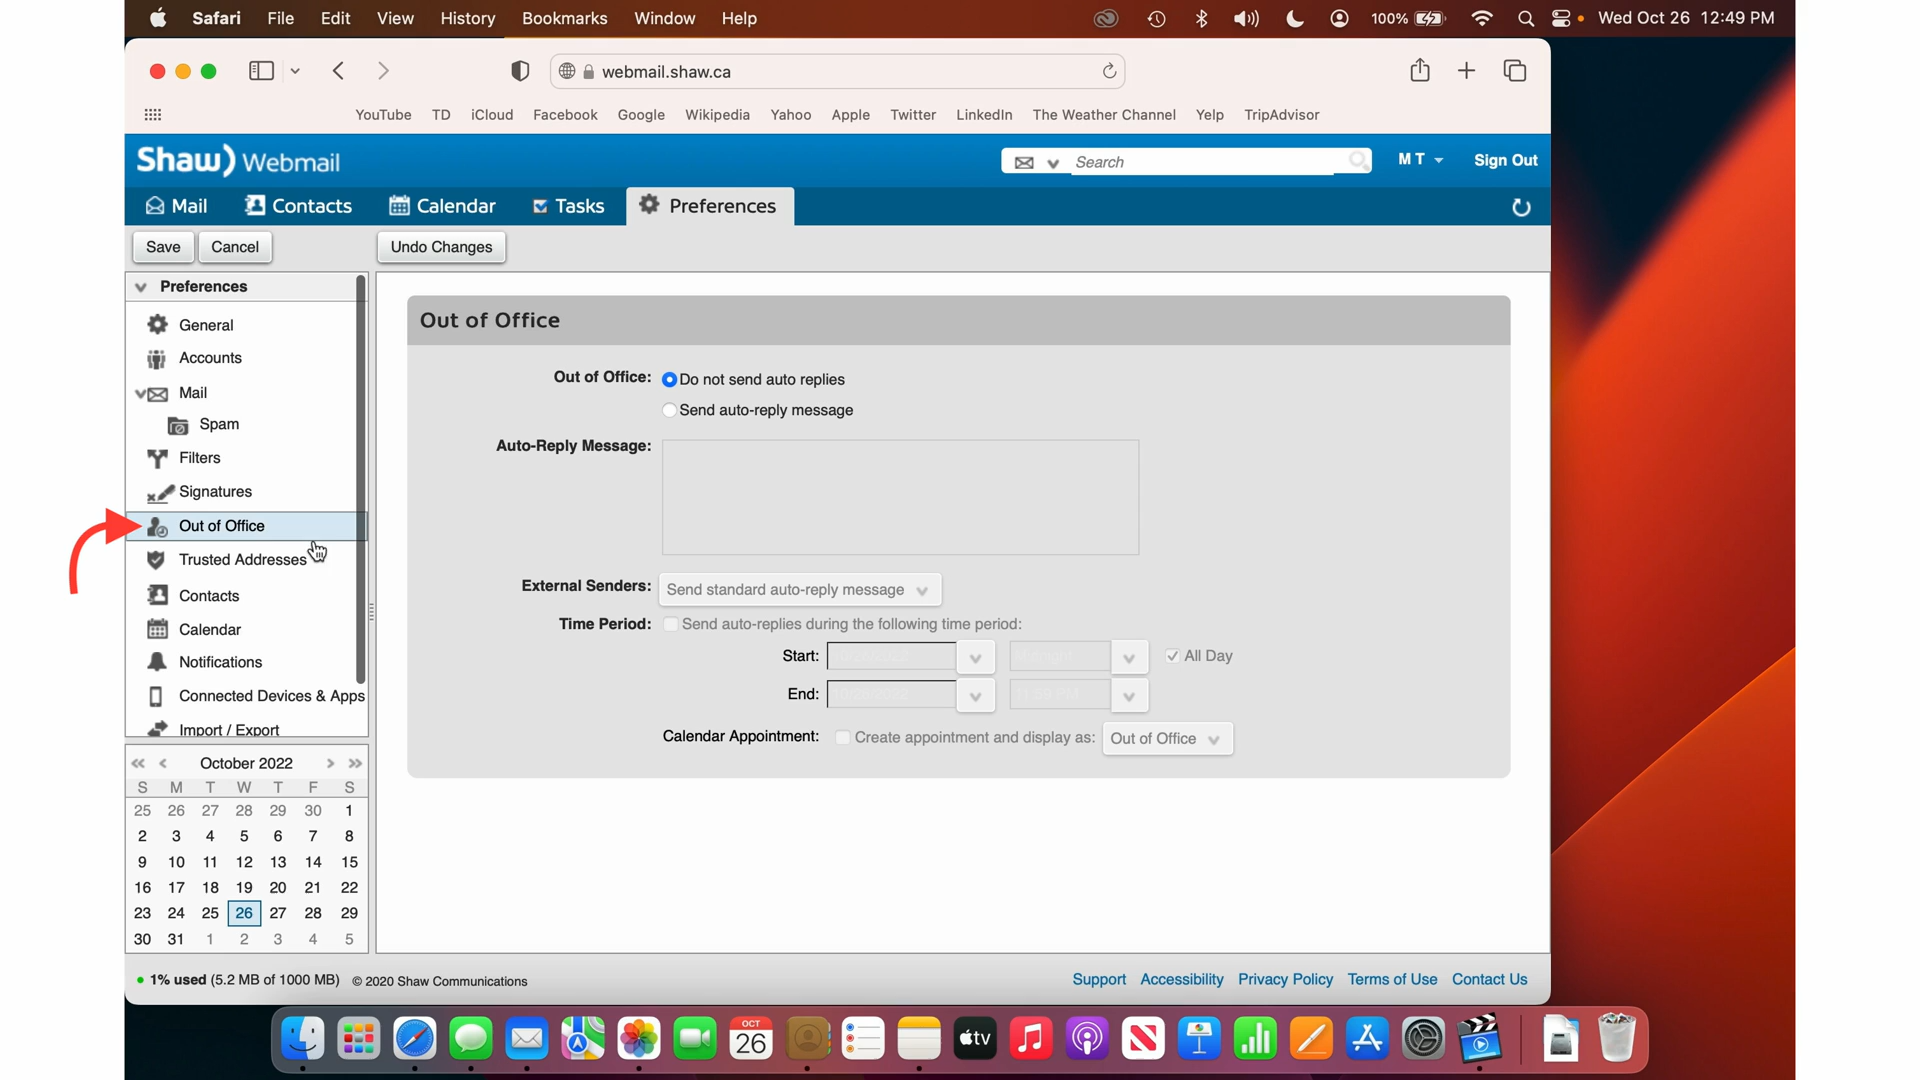 Safari File Edit View History Bookmarks Window Help 100% Wed Oct 26 12:49 PM
webmail.shaw.ca
YouTube TD iCloud Facebook Google Wikipedia Yahoo Apple Twitter LinkedIn The Weather Channel Yelp TripAdvisor
Shaw) Webmail Search M T Sign Out
Mail Contacts Calendar Tasks Preferences
Save Cancel Undo Changes
Preferences
General
Accounts
Mail
Spam
Filters
Signatures
Out of Office
Trusted Addresses
Contacts
Calendar
Notifications
Connected Devices & Apps
Import / Export
October 2022
S M T W T F S
25 26 27 28 29 30 1
2 3 4 5 6 7 8
9 10 11 12 13 14 15
16 17 18 19 20 21 22
23 24 25 26 27 28 29
30 31 1 2 3 4 5
Out of Office
Out of Office: Do not send auto replies
Send auto-reply message
Auto-Reply Message:
External Senders: Send standard auto-reply message
Time Period: Send auto-replies during the following time period:
Start: All Day
End:
Calendar Appointment: Create appointment and display as: Out of Office
1% used (5.2 MB of 1000 MB) © 2020 Shaw Communications Support Accessibility Privacy Policy Terms of Use Contact Us
OCT
26
tv